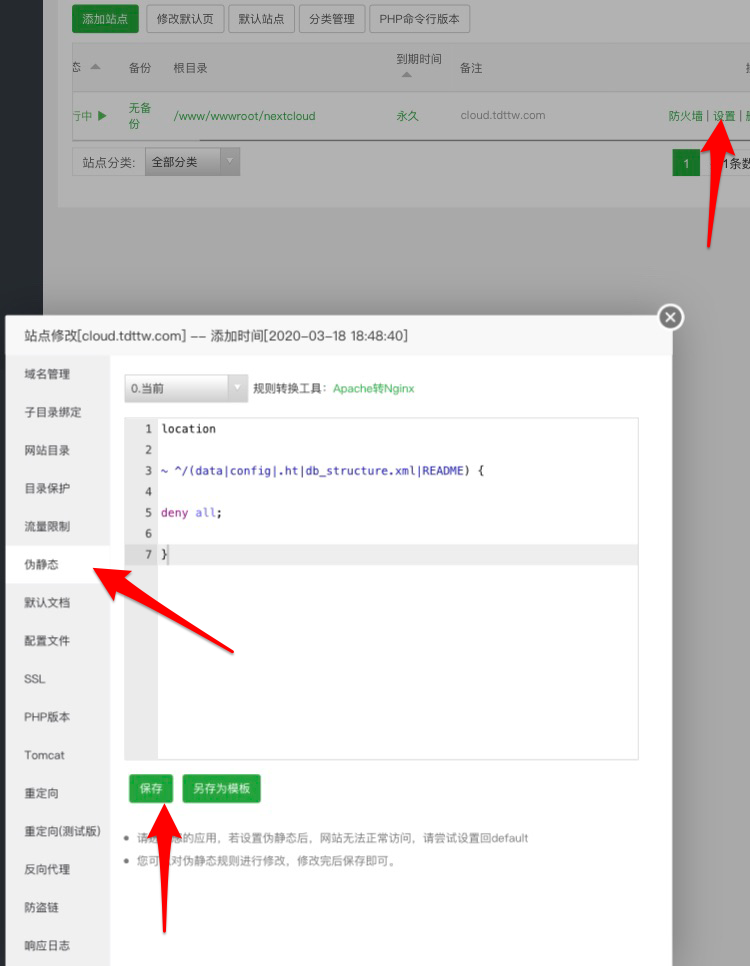 添加站点 修改默认页 默认站点 分类管理 PHP命令行版本
态 备份 根目录 到期时间 备注
行中 无备份 /www/wwwroot/nextcloud 永久 cloud.tdttw.com 防火墙 | 设置 |
站点分类: 全部分类 1 1条数
站点修改[cloud.tdttw.com] -- 添加时间[2020-03-18 18:48:40]
域名管理
子目录绑定
网站目录
目录保护
流量限制
伪静态
默认文档
配置文件
SSL
PHP版本
Tomcat
重定向
重定向(测试版)
反向代理
防盗链
响应日志
0.当前 规则转换工具: Apache转Nginx
1 location
2
3 ~ ^/(data|config|.ht|db_structure.xml|README) {
4
5 deny all;
6
7 }
保存 另存为模板
的应用，若设置伪静态后，网站无法正常访问，请尝试设置回default
对伪静态规则进行修改，修改完后保存即可。